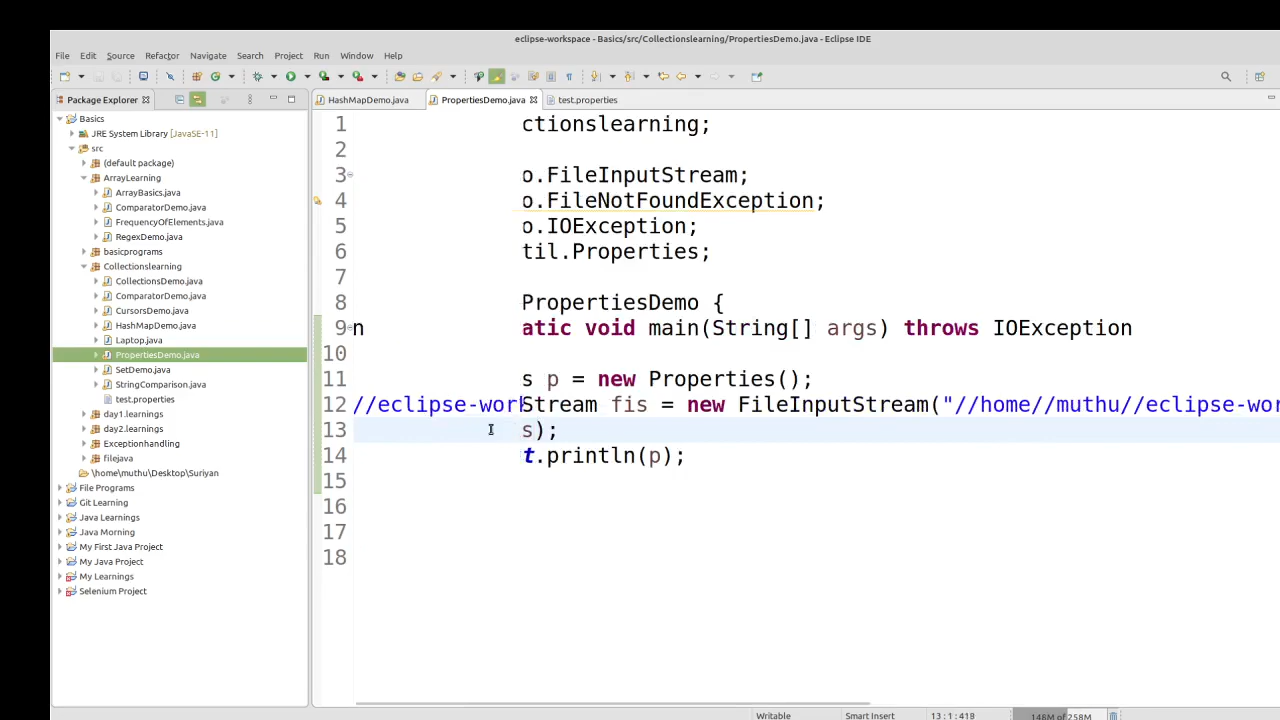 eclipse-workspace - Basics/src/Collectionslearning/PropertiesDemo.java - Eclipse IDE
File Edit Source Refactor Navigate Search Project Run Window Help
Package Explorer
HashMapDemo.java PropertiesDemo.java test.properties
Basics
JRE System Library [JavaSE-11]
src
(default package)
ArrayLearning
ArrayBasics.java
ComparatorDemo.java
FrequencyOfElements.java
RegexDemo.java
basicprograms
Collectionslearning
CollectionsDemo.java
ComparatorDemo.java
CursorsDemo.java
HashMapDemo.java
Laptop.java
PropertiesDemo.java
SetDemo.java
StringComparison.java
test.properties
day1.learnings
day2.learnings
Exceptionhandling
filejava
\home\muthu\Desktop\Suriyan
File Programs
Git Learning
Java Learnings
Java Morning
My First Java Project
My Java Project
My Learnings
Selenium Project
1 ctionslearning;
2
3 o.FileInputStream;
4 o.FileNotFoundException;
5 o.IOException;
6 til.Properties;
7
8 PropertiesDemo {
9 n atic void main(String[] args) throws IOException
10
11 s p = new Properties();
12 //eclipse-wor Stream fis = new FileInputStream("//home//muthu//eclipse-wor
13 s);
14 t.println(p);
15
16
17
18
Writable Smart Insert 13:1:418 146M of 258M